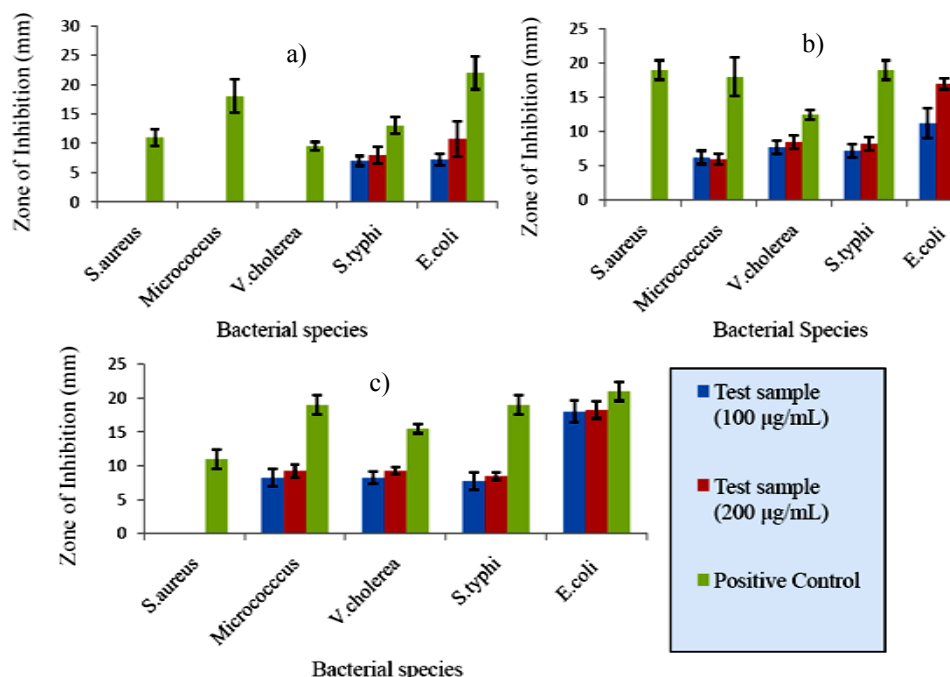 a)
Zone of Inhibition (mm)
30
25
20
15
10
5
0
S.aureus
Micrococcus
V.cholerea
S.typhi
E.coli
Bacterial species
b)
Zone of Inhibition (mm)
25
20
15
10
5
0
S.aureus
Micrococccus
V.cholerea
S.typhi
E.coli
Bacterial Species
c)
Zone of Inhibition (mm)
25
20
15
10
5
0
S.aureus
Micrococcus
V.cholerea
S.typhi
E.coli
Bacterial species
Test sample
(100 µg/mL)
Test sample
(200 µg/mL)
Positive Control